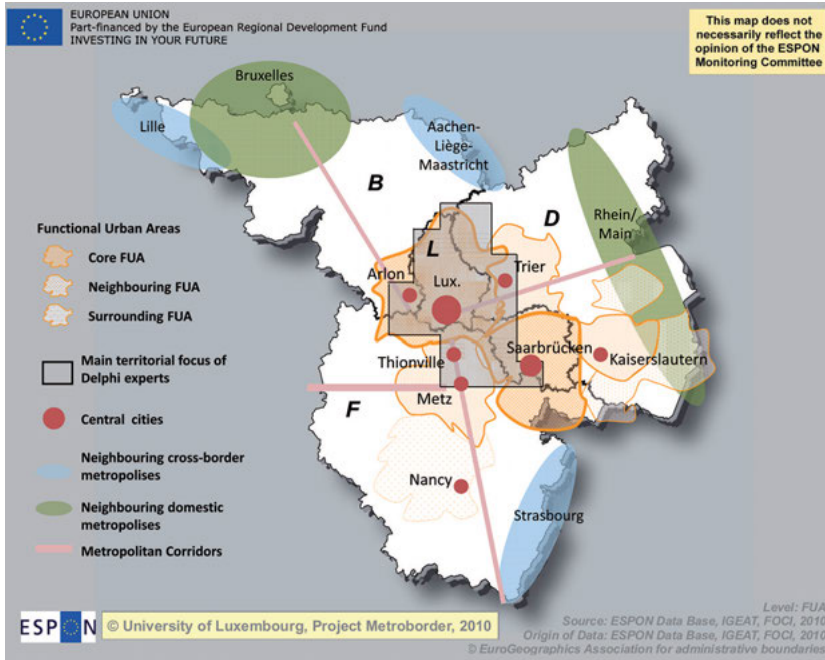 EUROPEAN UNION
Part-financed by the European Regional Development Fund
INVESTING IN YOUR FUTURE
This map does not
necessarily reflect the
opinion of the ESPON
Monitoring Committee
Bruxelles
Lille
Aachen-
Liège-
Maastricht
B
D
Rhein/
Main
L
Functional Urban Areas
Core FUA
Neighbouring FUA
Surrounding FUA
Arlon
Lux.
Trier
Main territorial focus of
Delphi experts
Thionville
Saarbrücken
Kaiserslautern
Metz
F
Central cities
Neighbouring cross-border
metropolises
Nancy
Neighbouring domestic
metropolises
Strasbourg
Metropolitan Corridors
ESPON
© University of Luxembourg, Project Metroborder, 2010
Level: FUA
Source: ESPON Data Base, IGEAT, FOCI, 2010
Origin of Data: ESPON Data Base, IGEAT, FOCI, 2010
© EuroGeographics Association for administrative boundaries